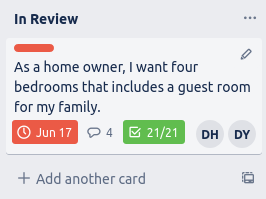 In Review
As a home owner, I want four
bedrooms that includes a guest room
for my family.
Jun 17 4 21/21 DH DY
Add another card